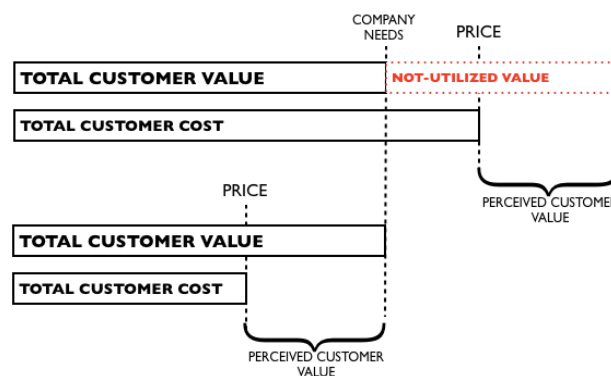 COMPANY
NEEDS
PRICE
TOTAL CUSTOMER VALUE
NOT-UTILIZED VALUE
TOTAL CUSTOMER COST
PERCEIVED CUSTOMER
VALUE
PRICE
TOTAL CUSTOMER VALUE
TOTAL CUSTOMER COST
PERCEIVED CUSTOMER
VALUE